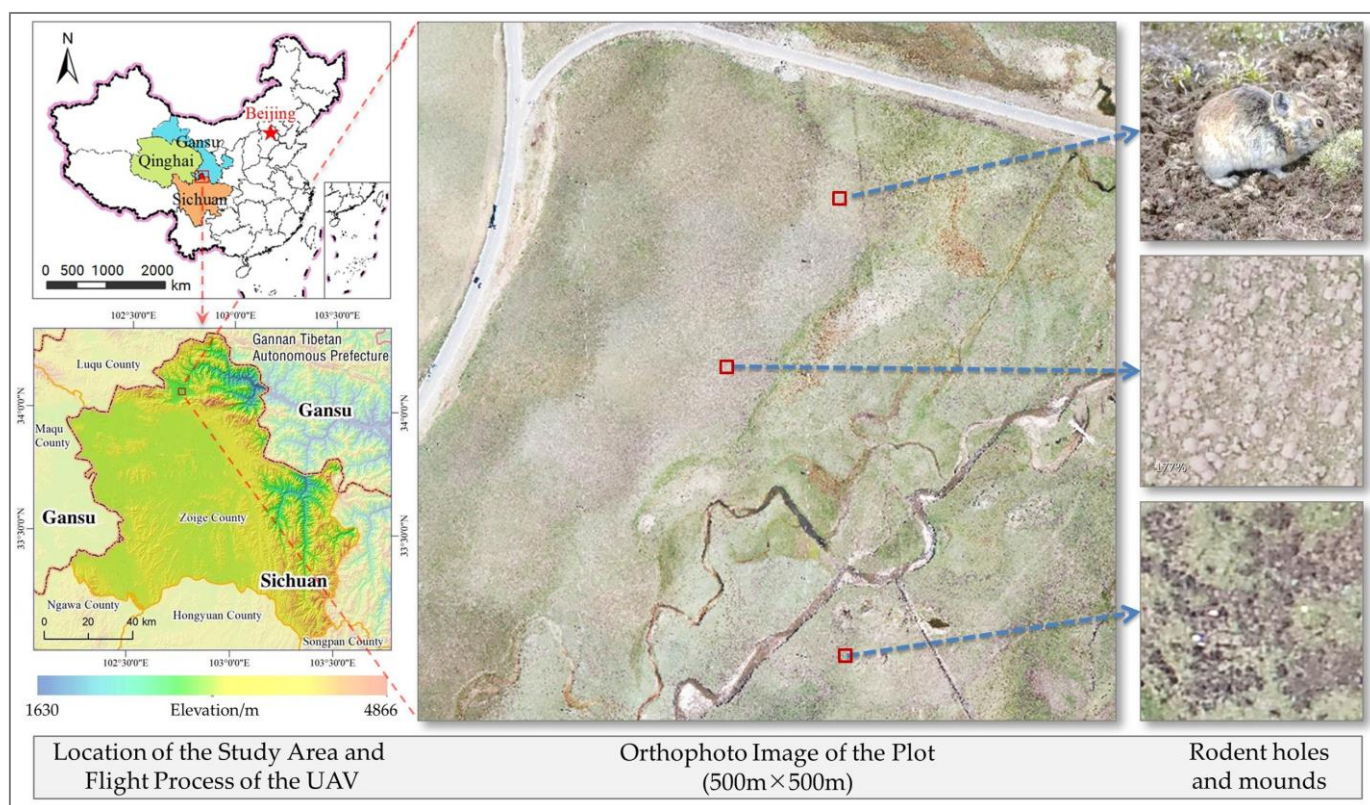 N
Beijing
Gansu
Qinghai
Sichuan
0 500 1000 2000
km
102°30'0"E 103°0'0"E 103°30'0"E
Gannan Tibetan
Autonomous Prefecture
Luqu County
34°0'0"N
34°0'0"N
Gansu
Maqu
County
Gansu
Zoige County
33°30'0"N
33°30'0"N
Sichuan
Ngawa County
Hongyuan County
0 20 40 km
Songpan County
102°30'0"E 103°0'0"E 103°30'0"E
1630 Elevation/m 4866
177%
Location of the Study Area and
Flight Process of the UAV
Orthophoto Image of the Plot
(500m×500m)
Rodent holes
and mounds